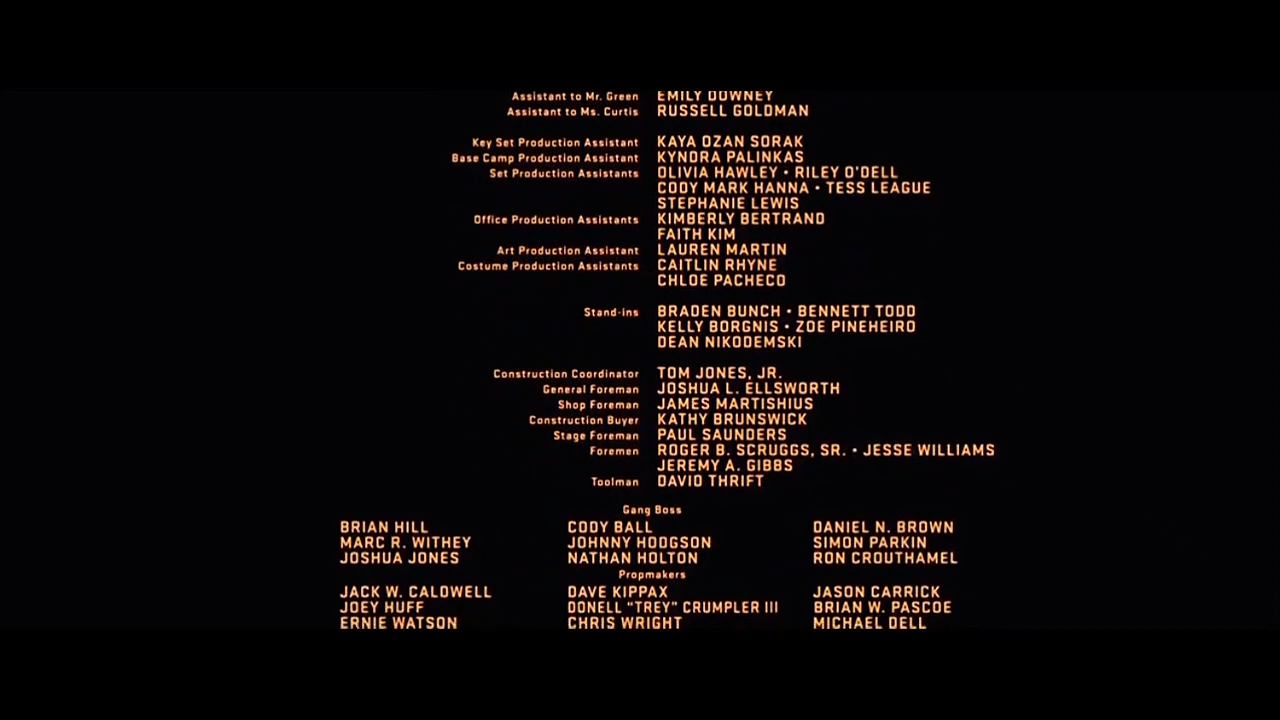 Assistant to Mr. Green EMILY DOWNEY
Assistant to Ms. Curtis RUSSELL GOLDMAN
Key Set Production Assistant KAYA OZAN SORAK
Base Camp Production Assistant KYNDRA PALINKAS
Set Production Assistants OLIVIA HAWLEY • RILEY O'DELL
CODY MARK HANNA • TESS LEAGUE
STEPHANIE LEWIS
Office Production Assistants KIMBERLY BERTRAND
FAITH KIM
Art Production Assistant LAUREN MARTIN
Costume Production Assistants CAITLIN RHYNE
CHLOE PACHECO
Stand-ins BRADEN BUNCH • BENNETT TODD
KELLY BORGNIS • ZOE PINEHEIRO
DEAN NIKODEMSKI
Construction Coordinator TOM JONES, JR.
General Foreman JOSHUA L. ELLSWORTH
Shop Foreman JAMES MARTISHIUS
Construction Buyer KATHY BRUNSWICK
Stage Foreman PAUL SAUNDERS
Foremen ROGER B. SCRUGGS, SR. • JESSE WILLIAMS
JEREMY A. GIBBS
Toolman DAVID THRIFT
Gang Boss
BRIAN HILL CODY BALL DANIEL N. BROWN
MARC R. WITHEY JOHNNY HODGSON SIMON PARKIN
JOSHUA JONES NATHAN HOLTON RON CROUTHAMEL
Propmakers
JACK W. CALDWELL DAVE KIPPAX JASON CARRICK
JOEY HUFF DONELL "TREY" CRUMPLER III BRIAN W. PASCOE
ERNIE WATSON CHRIS WRIGHT MICHAEL DELL